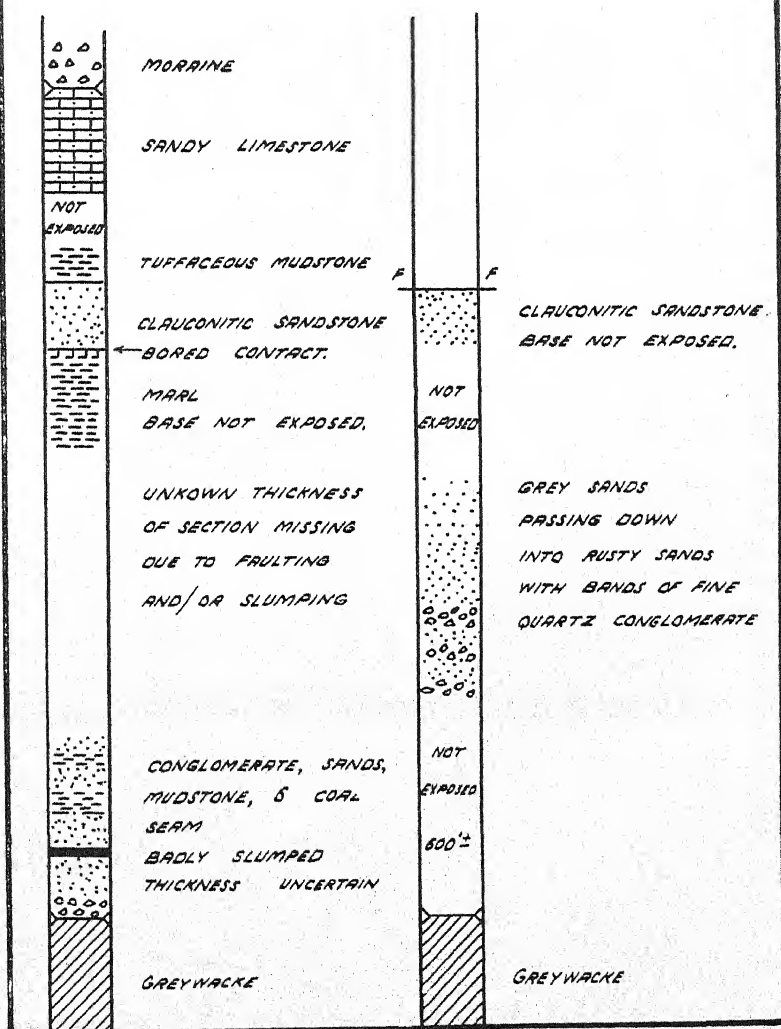 MORAINE
SANDY LIMESTONE
NOT
EXPOSED
TUFFACEOUS MUDSTONE
CLAUCONITIC SANDSTONE
BORED CONTACT.
MARL
BASE NOT EXPOSED.
UNKOWN THICKNESS
OF SECTION MISSING
DUE TO FAULTING
AND/OR SLUMPING
CONGLOMERATE, SANDS,
MUDSTONE, & COAL
SEAM
BADLY SLUMPED
THICKNESS UNCERTAIN
GREYWACKE
F F
CLAUCONITIC SANDSTONE.
BASE NOT EXPOSED.
NOT
EXPOSED
GREY SANDS
PASSING DOWN
INTO RUSTY SANDS
WITH BANDS OF FINE
QUARTZ CONGLOMERATE
NOT
EXPOSED
600'±
GREYWACKE